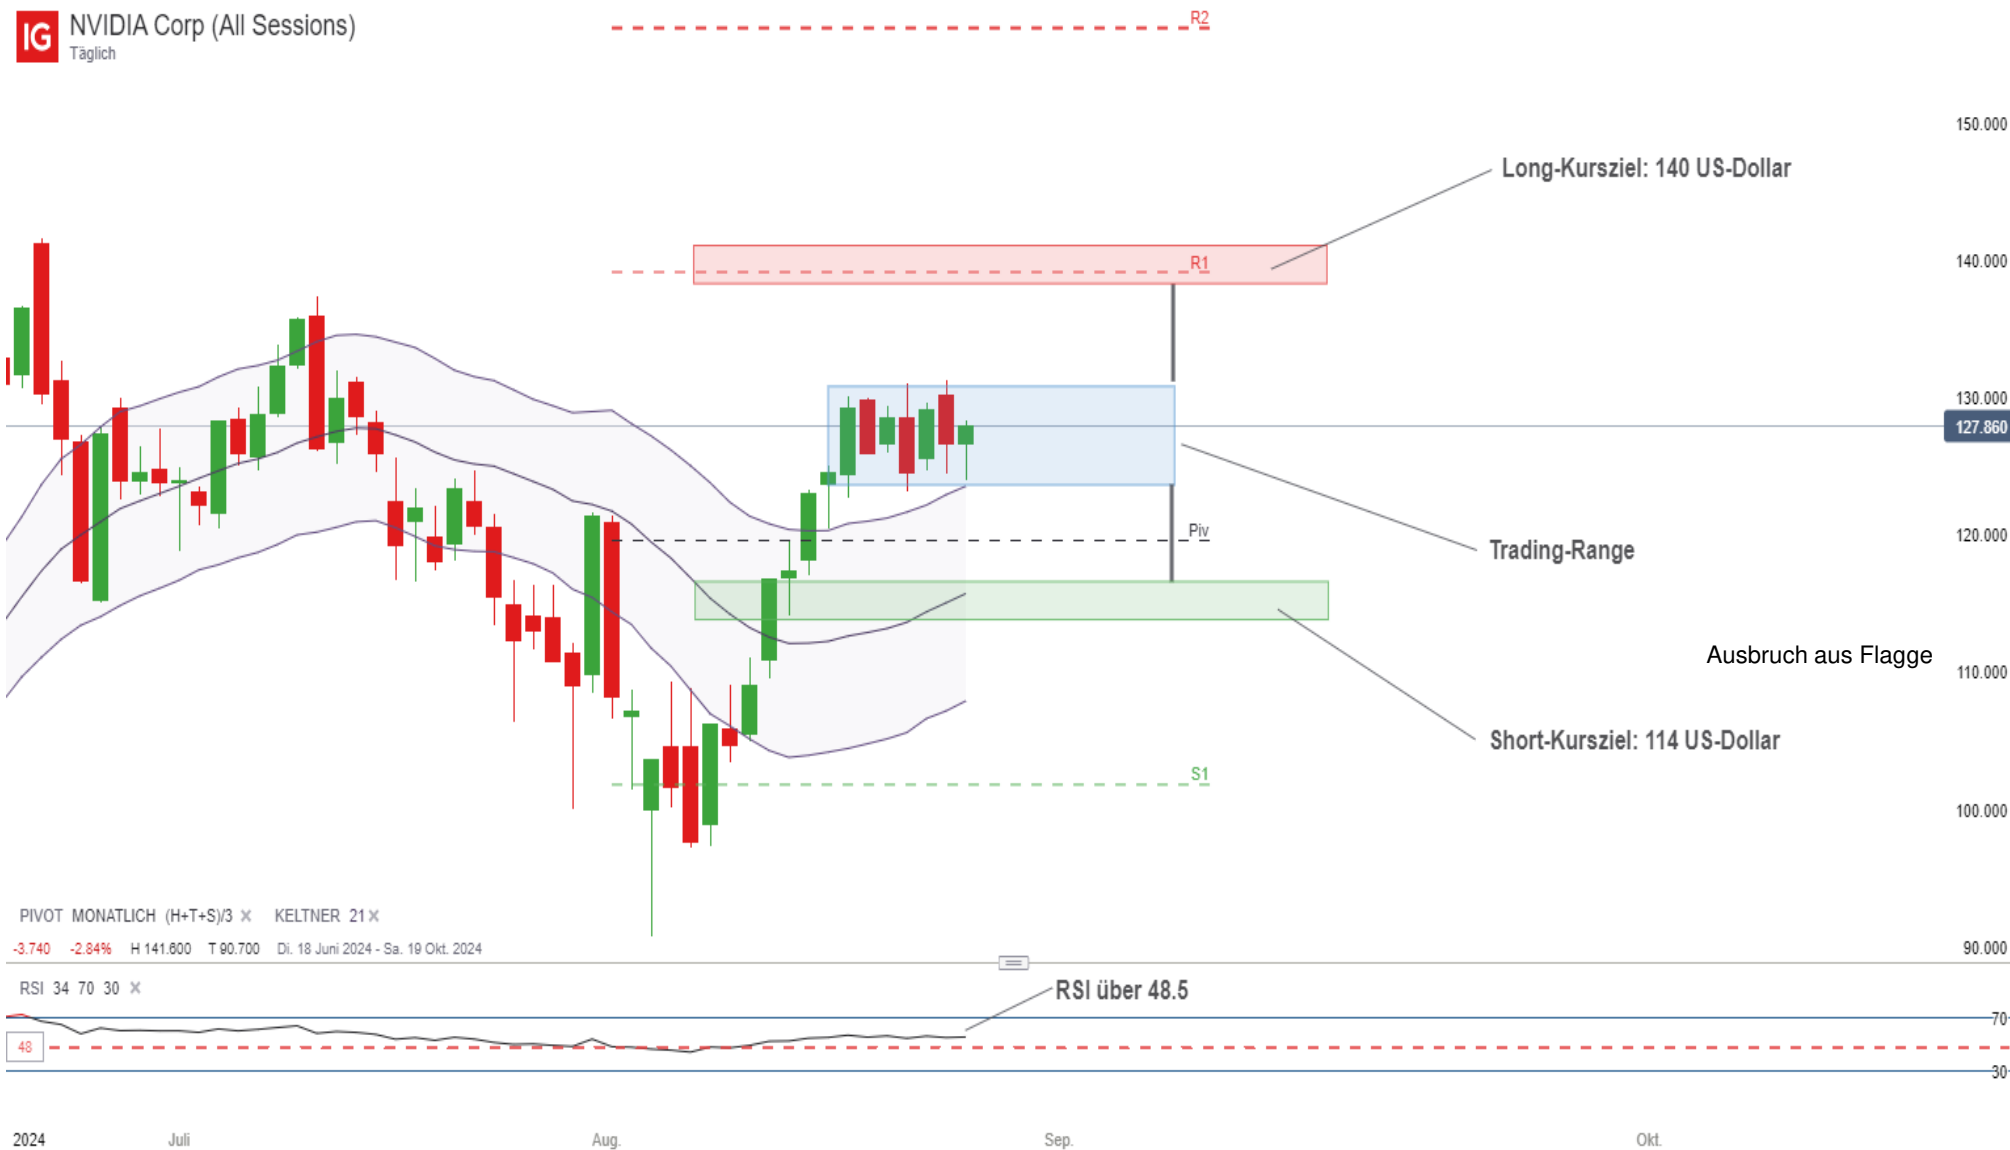 IG
NVIDIA Corp (All Sessions)
Täglich
R2
150.000
Long-Kursziel: 140 US-Dollar
R1
140.000
130.000
127.860
Piv
120.000
Trading-Range
Ausbruch aus Flagge
110.000
Short-Kursziel: 114 US-Dollar
S1
100.000
PIVOT MONATLICH (H+T+S)/3 × KELTNER 21 ×
-3.740 -2.84% H 141.600 T 90.700 Di. 18 Juni 2024 - Sa. 19 Okt. 2024
90.000
RSI 34 70 30 ×
RSI über 48.5
70
48
30
2024 Juli Aug. Sep. Okt.